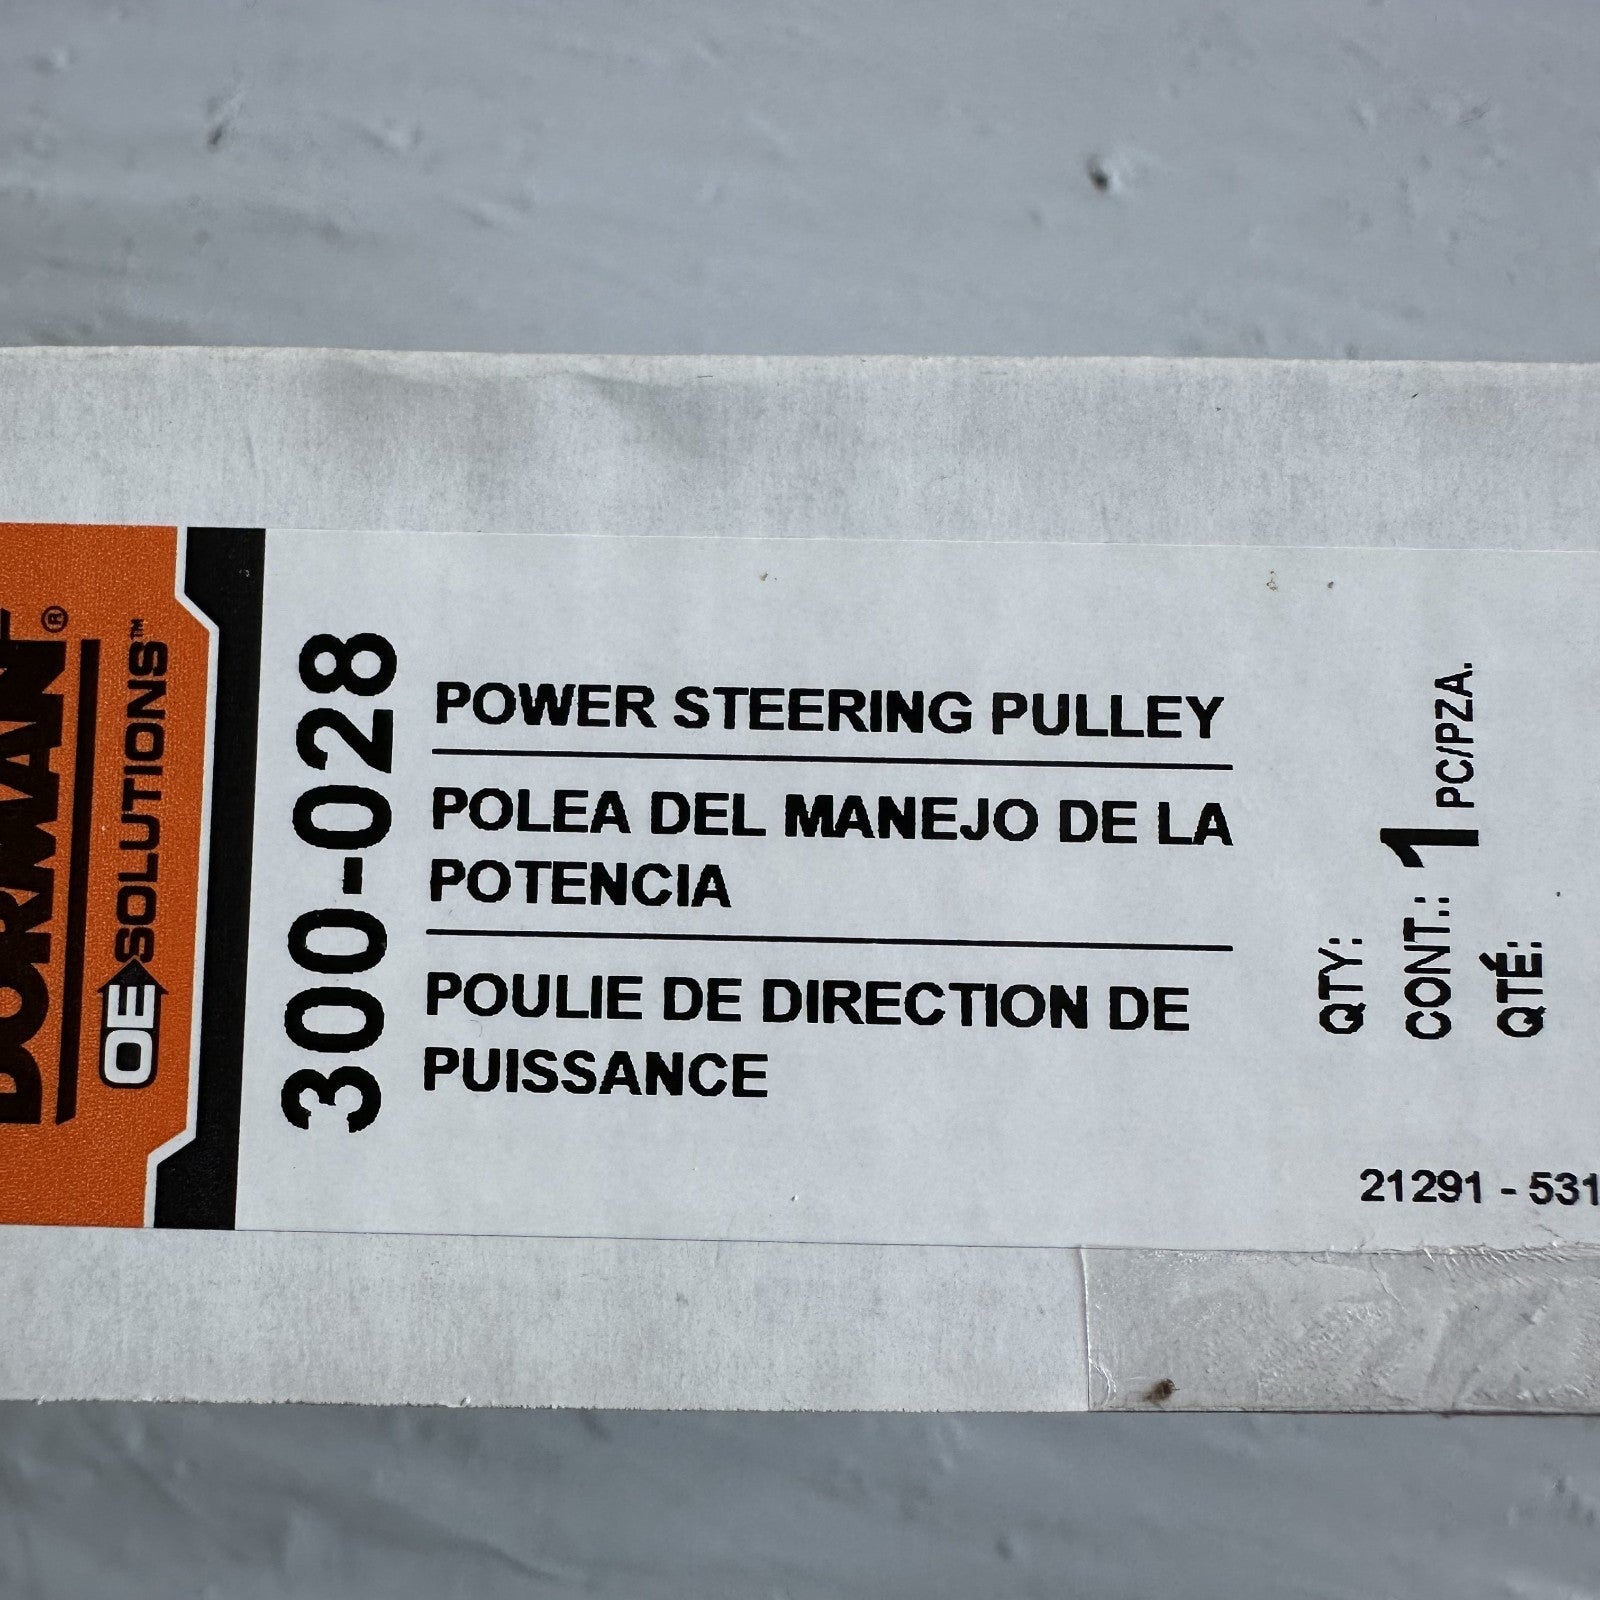 DORMAN®
OE SOLUTIONS™
300-028
POWER STEERING PULLEY
POLEA DEL MANEJO DE LA
POTENCIA
POULIE DE DIRECTION DE
PUISSANCE
QTY:
CONT.: 1 PC/PZA.
QTÉ:
21291 - 531